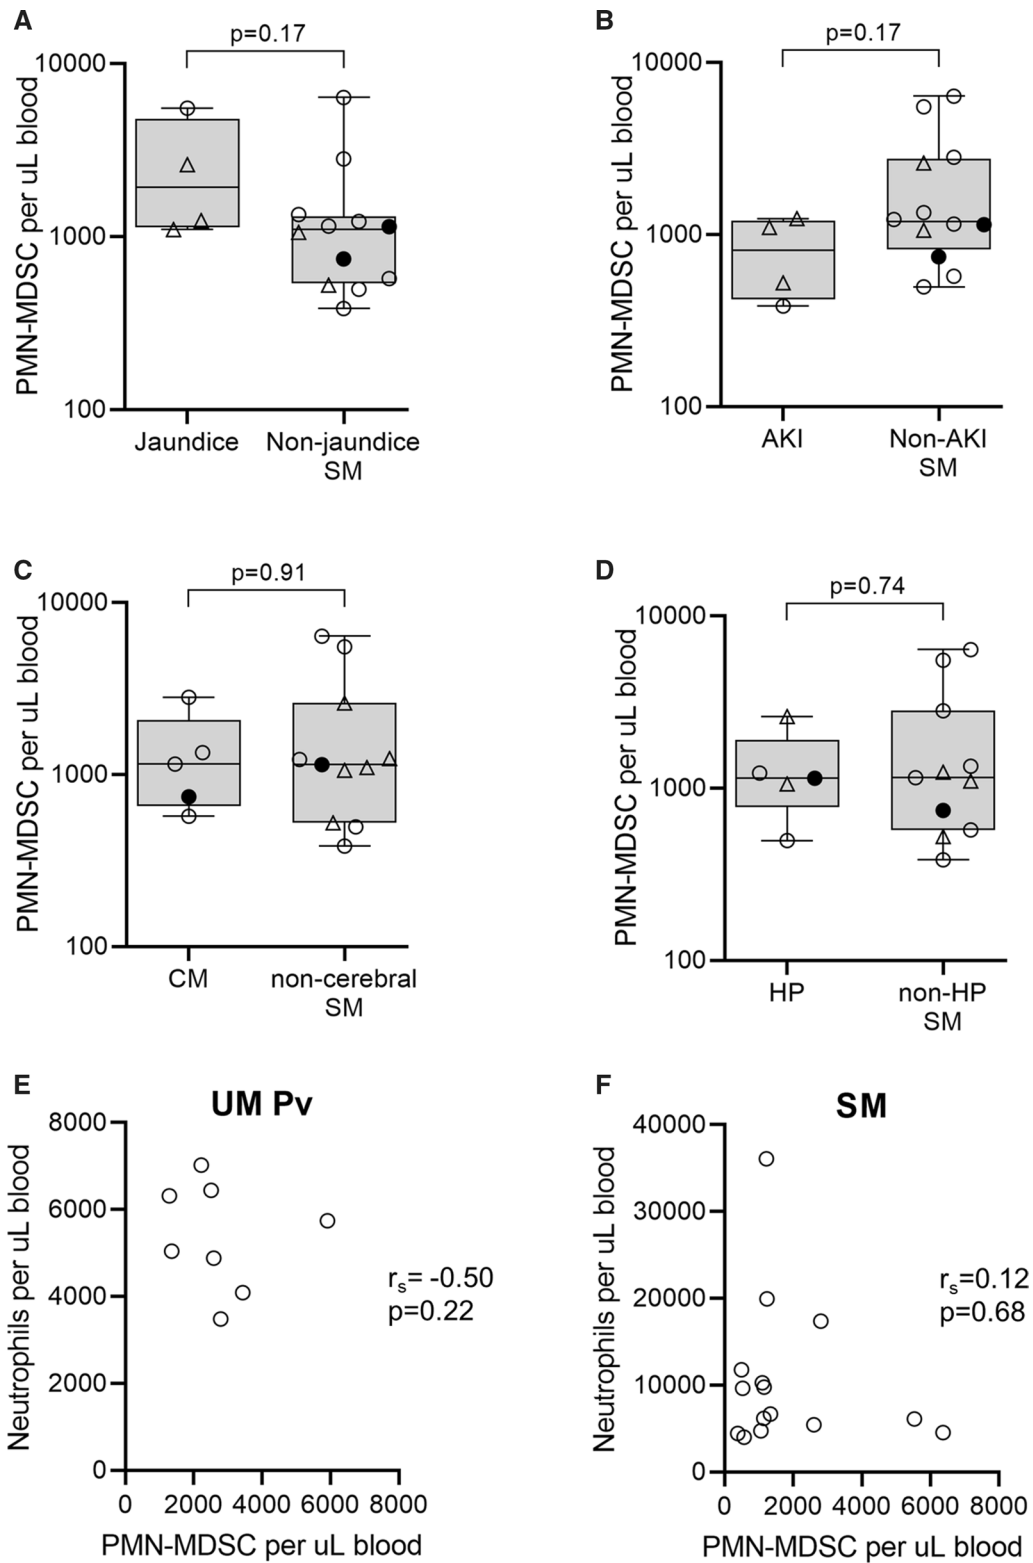 A
p=0.17
10000
1000
100
PMN-MDSC per uL blood
Jaundice
Non-jaundice
SM
B
p=0.17
10000
1000
100
PMN-MDSC per uL blood
AKI
Non-AKI
SM
C
p=0.91
10000
1000
100
PMN-MDSC per uL blood
CM
non-cerebral
SM
D
p=0.74
10000
1000
100
PMN-MDSC per uL blood
HP
non-HP
SM
E
UM Pv
8000
6000
4000
2000
0
Neutrophils per uL blood
rs= -0.50
p=0.22
0 2000 4000 6000 8000
PMN-MDSC per uL blood
F
SM
40000
30000
20000
10000
0
Neutrophils per uL blood
rs=0.12
p=0.68
0 2000 4000 6000 8000
PMN-MDSC per uL blood